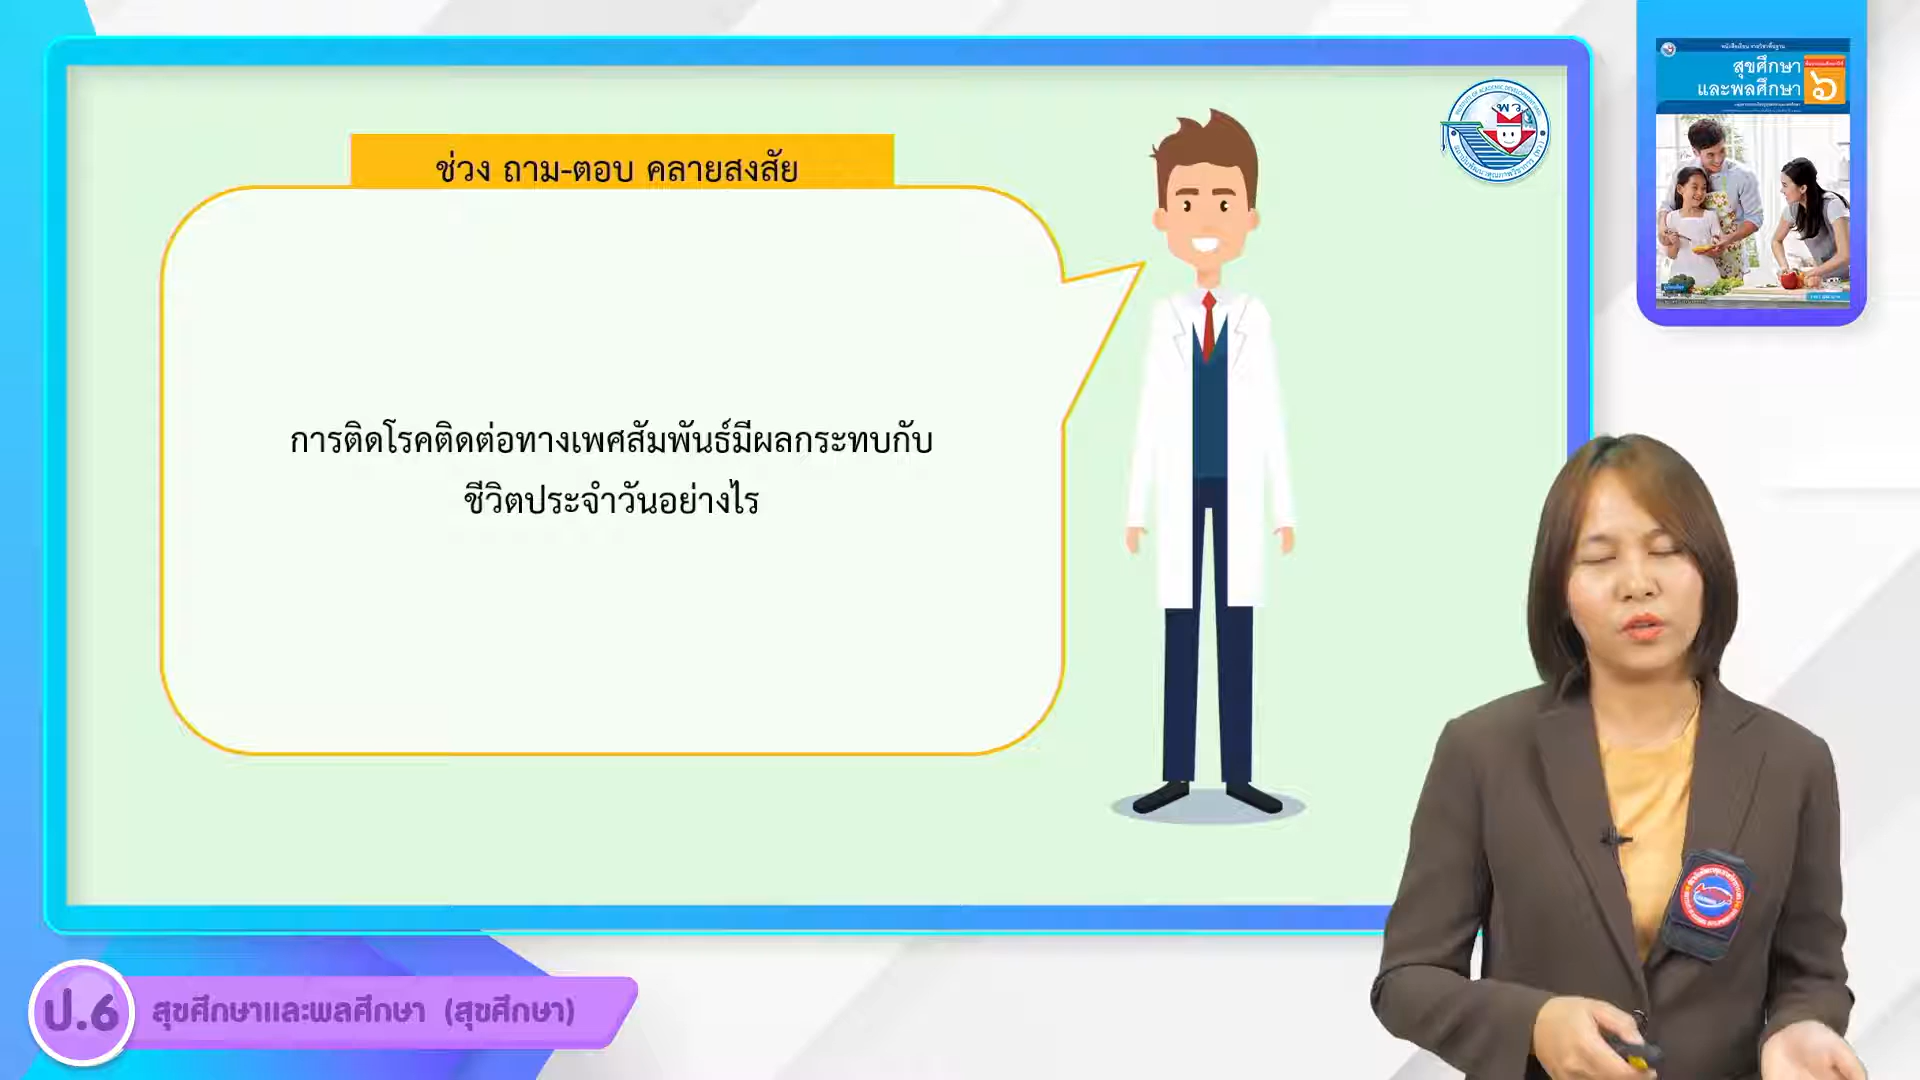 ช่วง ถาม-ตอบ คลายสงสัย
การติดโรคติดต่อทางเพศสัมพันธ์มีผลกระทบกับ
ชีวิตประจำวันอย่างไร
สุขศึกษา
และพลศึกษา
๖
ป.6 สุขศึกษาและพลศึกษา (สุขศึกษา)